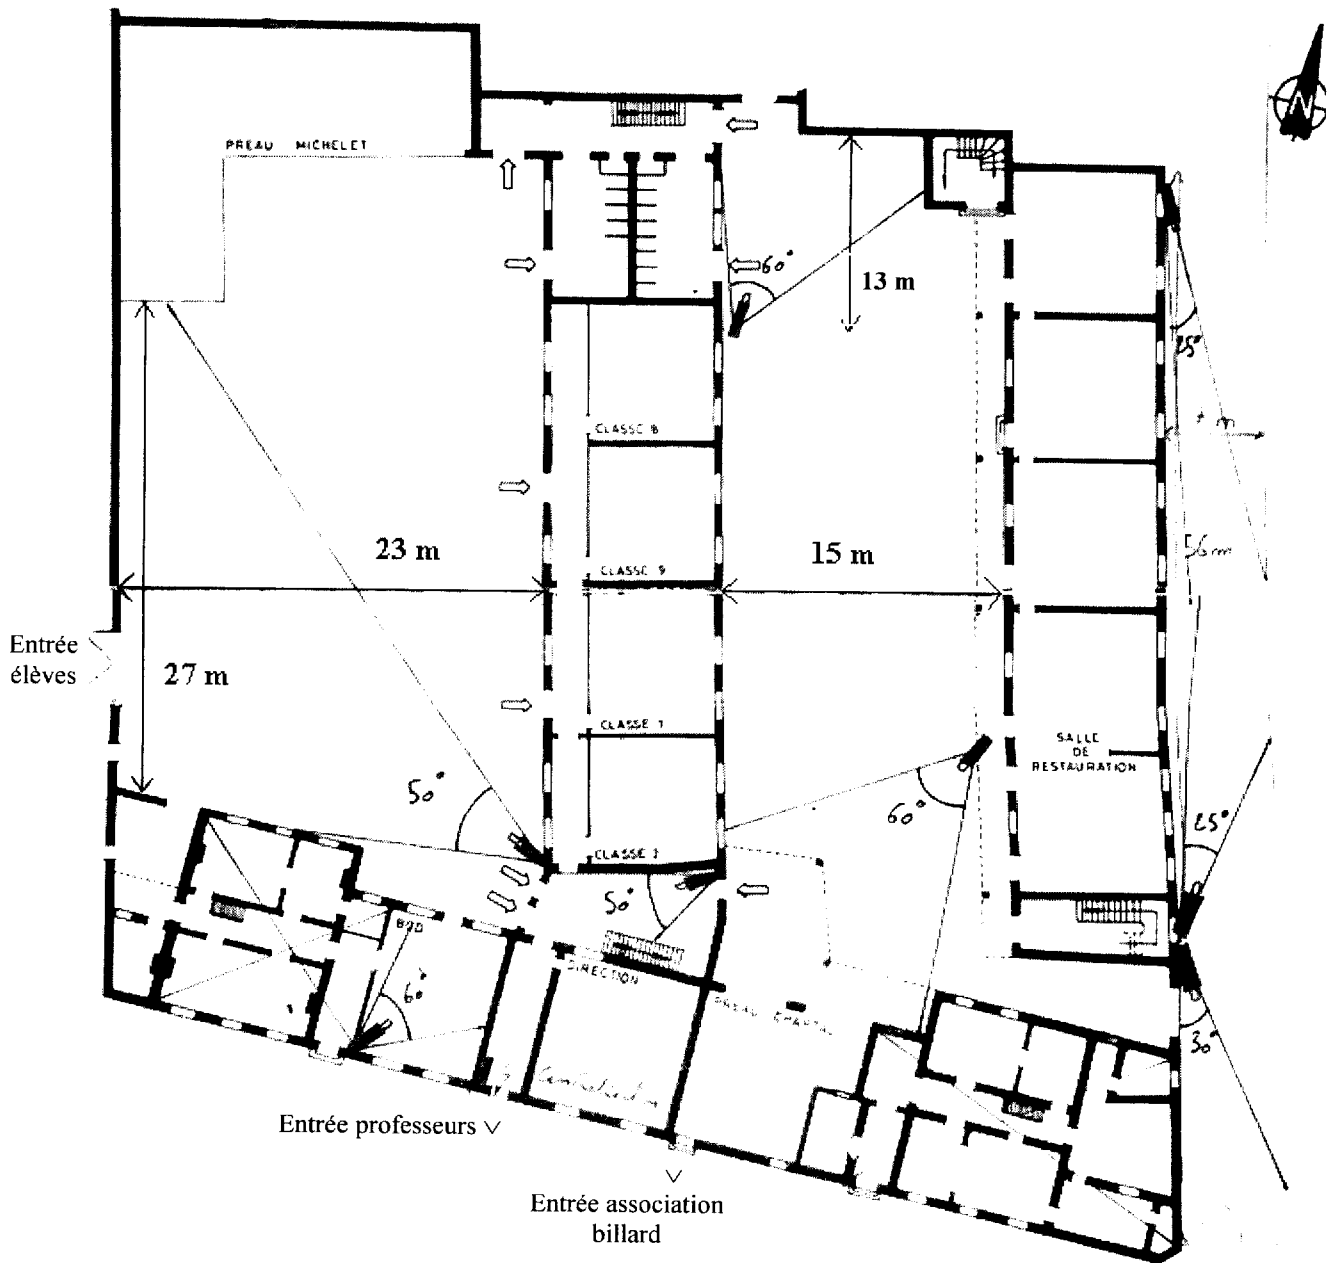 N
PREAU MICHELET
60°
13 m
25°
CLASSE 8
m
23 m
15 m
56 m
CLASSE 9
Entrée
élèves
27 m
CLASSE 1
SALLE
DE
RESTAURATION
50°
60°
25°
CLASSE 2
50°
DIRECTION
60°
PREAU CHAPTAL
30°
Entrée professeurs
Entrée association
billard